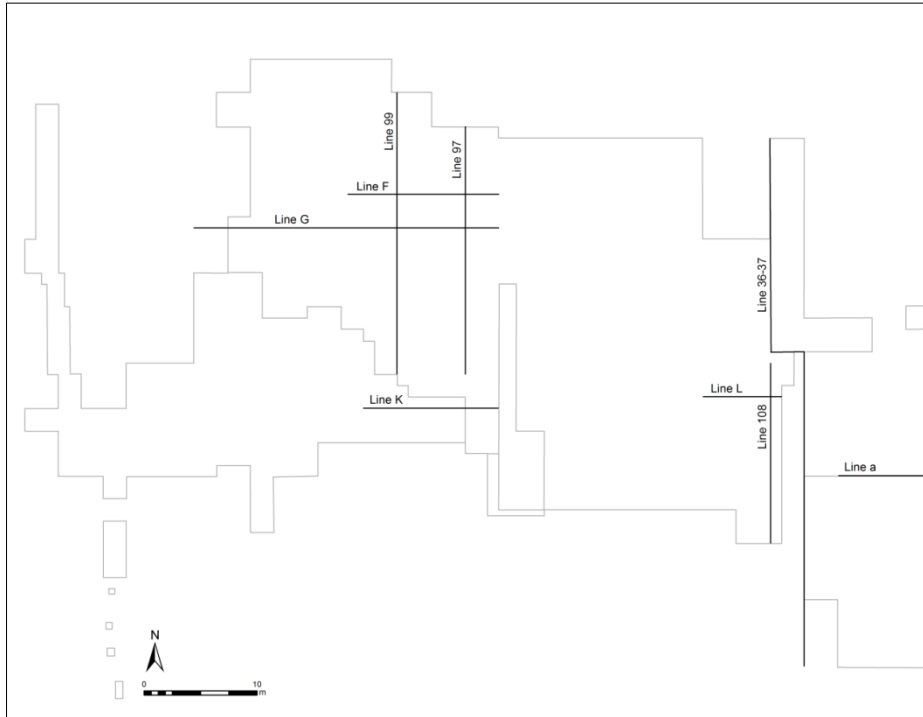 Line 99
Line 97
Line F
Line G
Line 36-37
Line K
Line L
Line 108
Line a
N
0
10
m